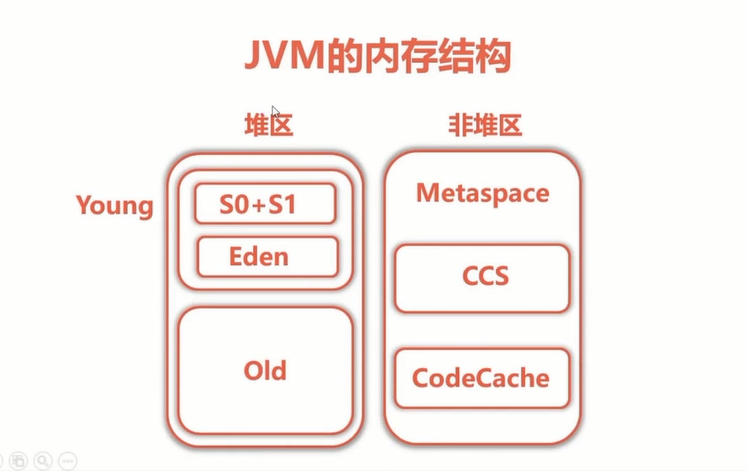 JVM的内存结构
堆区
非堆区
Young
S0+S1
Eden
Old
Metaspace
CCS
CodeCache